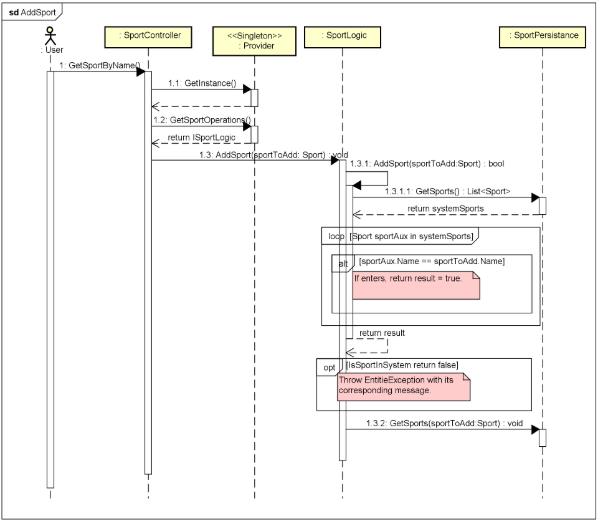 sd AddSport
: User
: SportController
<<Singleton>>
: Provider
: SportLogic
: SportPersistance
1: GetSportByName()
1.1: GetInstance()
1.2: GetSportOperations()
return ISportLogic
1.3: AddSport(sportToAdd: Sport) : void
1.3.1: AddSport(sportToAdd:Sport) : bool
1.3.1.1: GetSports() : List<Sport>
return systemSports
loop [Sport sportAux in systemSports]
alt [sportAux.Name == sportToAdd.Name]
If enters, return result = true.
return result
opt [IsSportInSystem return false]
Throw EntitieException with its
corresponding message.
1.3.2: GetSports(sportToAdd:Sport) : void